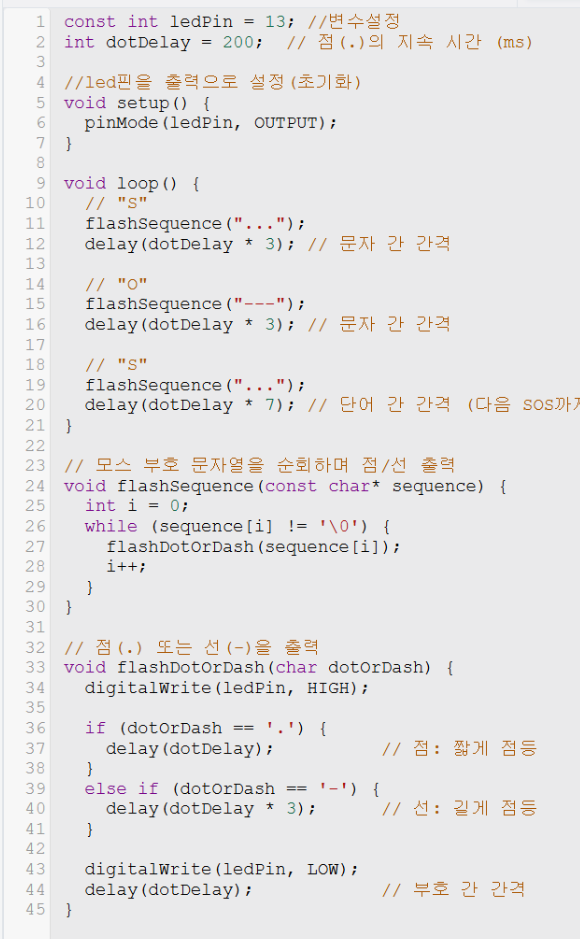 1 const int ledPin = 13; //변수설정
2 int dotDelay = 200;  // 점(.)의 지속 시간 (ms)
3
4 //led핀을 출력으로 설정(초기화)
5 void setup() {
6   pinMode(ledPin, OUTPUT);
7 }
8
9 void loop() {
10   // "S"
11   flashSequence("...");
12   delay(dotDelay * 3); // 문자 간 간격
13
14   // "O"
15   flashSequence("---");
16   delay(dotDelay * 3); // 문자 간 간격
17
18   // "S"
19   flashSequence("...");
20   delay(dotDelay * 7); // 단어 간 간격 (다음 SOS까지
21 }
22
23 // 모스 부호 문자열을 순회하며 점/선 출력
24 void flashSequence(const char* sequence) {
25   int i = 0;
26   while (sequence[i] != '\0') {
27     flashDotOrDash(sequence[i]);
28     i++;
29   }
30 }
31
32 // 점(.) 또는 선(-)을 출력
33 void flashDotOrDash(char dotOrDash) {
34   digitalWrite(ledPin, HIGH);
35
36   if (dotOrDash == '.') {
37     delay(dotDelay);          // 점: 짧게 점등
38   }
39   else if (dotOrDash == '-') {
40     delay(dotDelay * 3);      // 선: 길게 점등
41   }
42
43   digitalWrite(ledPin, LOW);
44   delay(dotDelay);            // 부호 간 간격
45 }